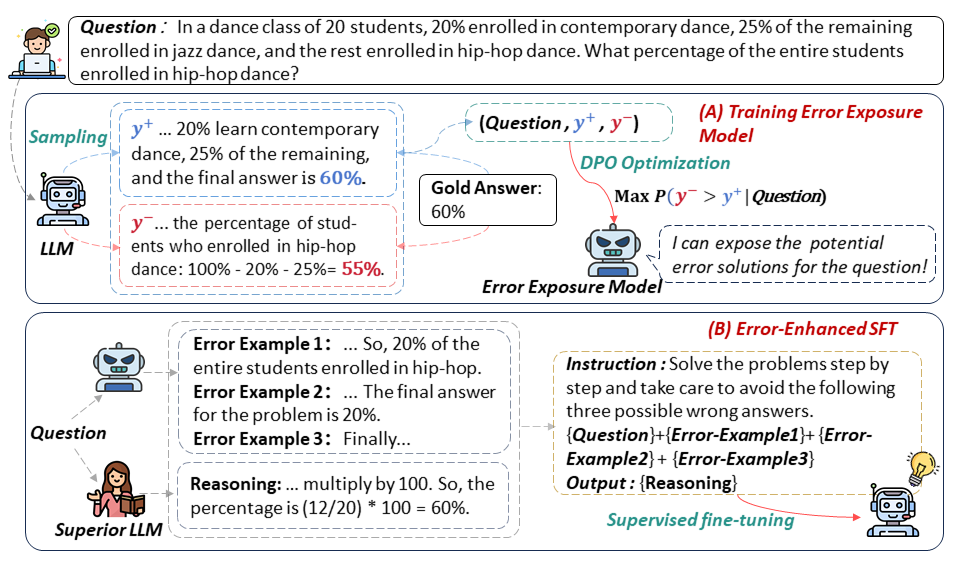 Question : In a dance class of 20 students, 20% enrolled in contemporary dance, 25% of the remaining
enrolled in jazz dance, and the rest enrolled in hip-hop dance. What percentage of the entire students
enrolled in hip-hop dance?
(A) Training Error Exposure
Model
Sampling
y+ ... 20% learn contemporary
dance, 25% of the remaining,
and the final answer is 60%.
(Question , y+ , y−)
DPO Optimization
Gold Answer:
60%
Max P(y− > y+|Question)
LLM
y− ... the percentage of stud-
ents who enrolled in hip-hop
dance: 100% - 20% - 25%= 55%.
I can expose the potential
error solutions for the question!
Error Exposure Model
(B) Error-Enhanced SFT
Error Example 1: ... So, 20% of the
entire students enrolled in hip-hop.
Error Example 2: ... The final answer
for the problem is 20%.
Error Example 3: Finally...
Question
Reasoning: ... multiply by 100. So, the
percentage is (12/20) * 100 = 60%.
Superior LLM
Instruction : Solve the problems step by
step and take care to avoid the following
three possible wrong answers.
{Question}+{Error-Example1}+{Error-
Example2}+ {Error-Example3}
Output : {Reasoning}
Supervised fine-tuning